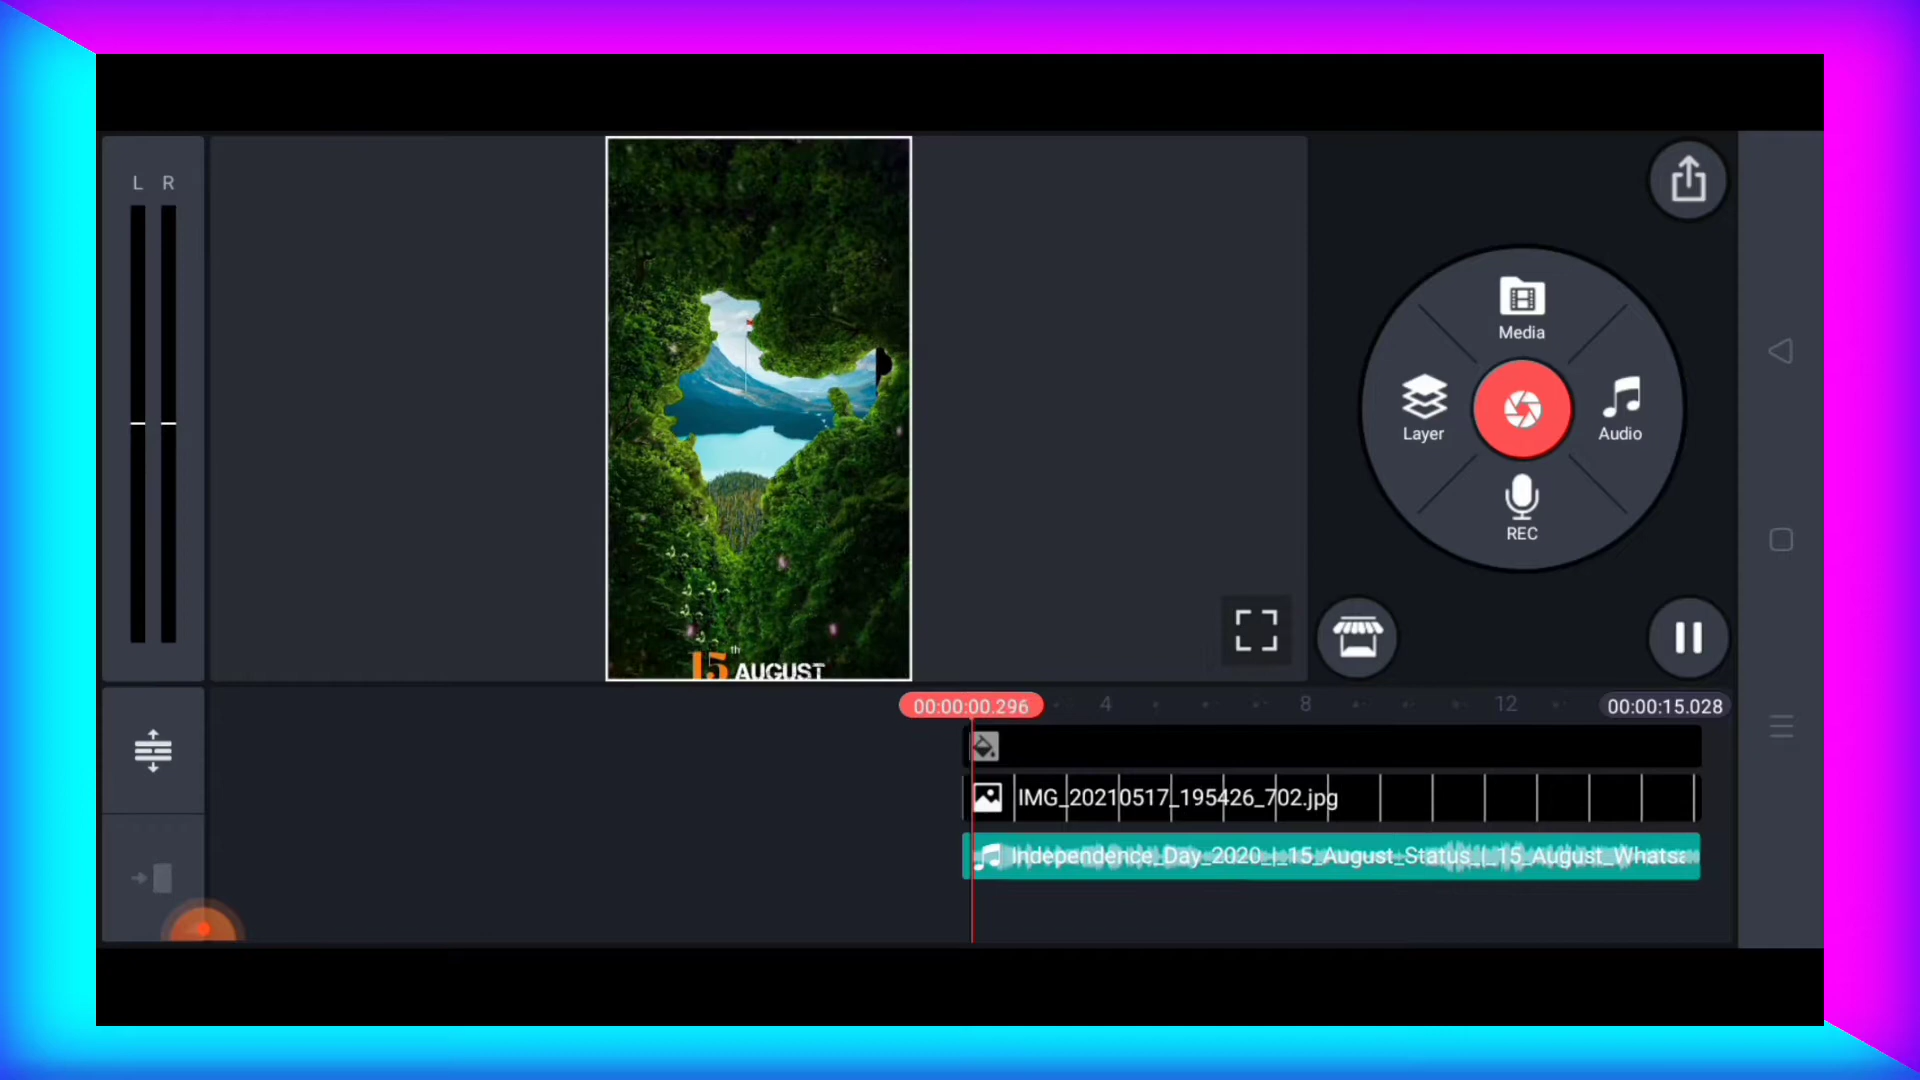 L R
Media
Layer
Audio
REC
15th AUGUST
00:00:00.296
4
8
12
00:00:15.028
IMG_20210517_195426_702.jpg
Independence_Day_2020_|_15_August_Status_|_15_August_Whatsa